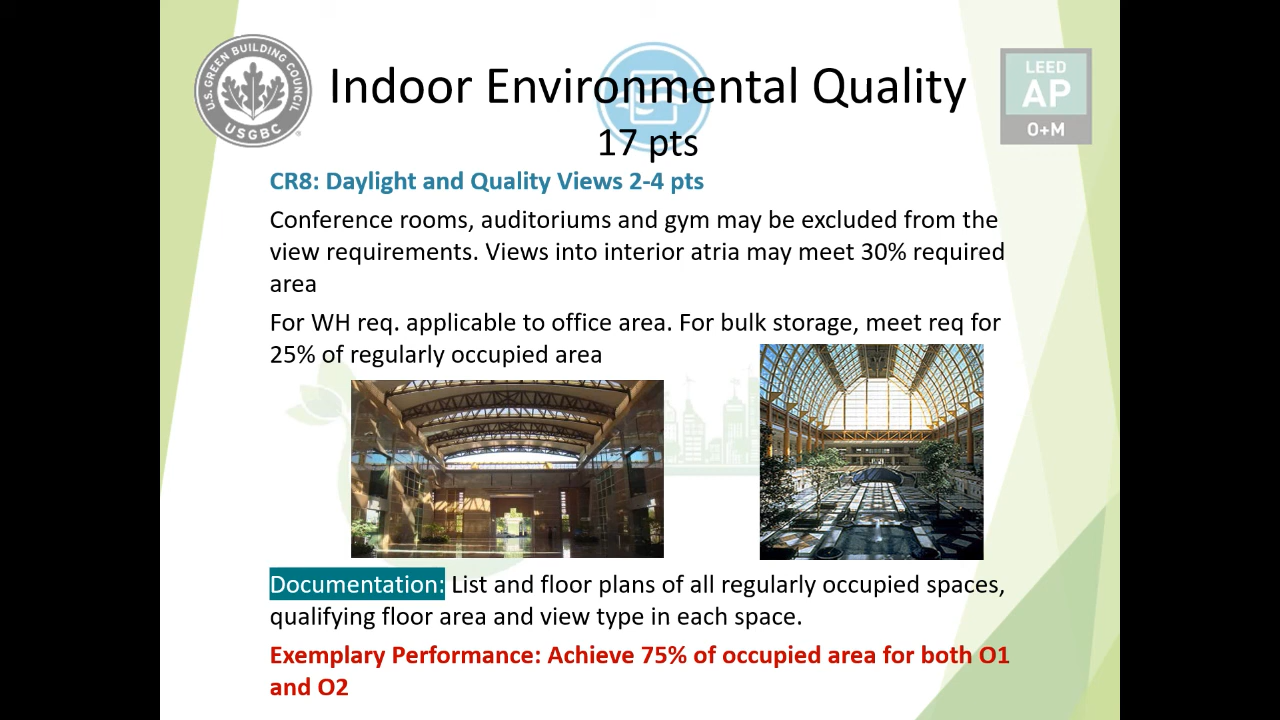 U.S. GREEN BUILDING COUNCIL
USGBC
Indoor Environmental Quality
17 pts
LEED
AP
O+M
CR8: Daylight and Quality Views 2-4 pts
Conference rooms, auditoriums and gym may be excluded from the
view requirements. Views into interior atria may meet 30% required
area
For WH req. applicable to office area. For bulk storage, meet req for
25% of regularly occupied area
Documentation: List and floor plans of all regularly occupied spaces,
qualifying floor area and view type in each space.
Exemplary Performance: Achieve 75% of occupied area for both O1
and O2